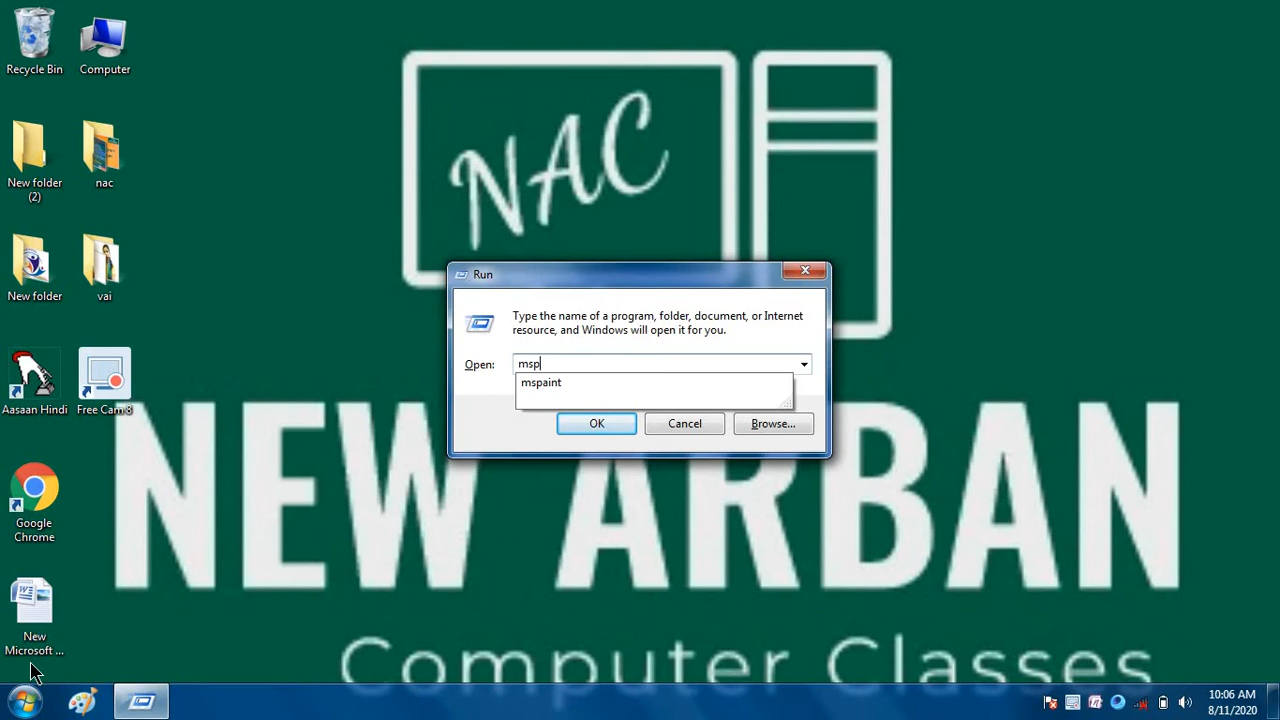 Recycle Bin
Computer
New folder
(2)
nac
New folder
vai
Aasaan Hindi
Free Cam 8
Google
Chrome
New
Microsoft ...
NAC
NEW ARBAN
Computer Classes
Run
Type the name of a program, folder, document, or Internet
resource, and Windows will open it for you.
Open:
msp
mspaint
OK
Cancel
Browse...
10:06 AM
8/11/2020